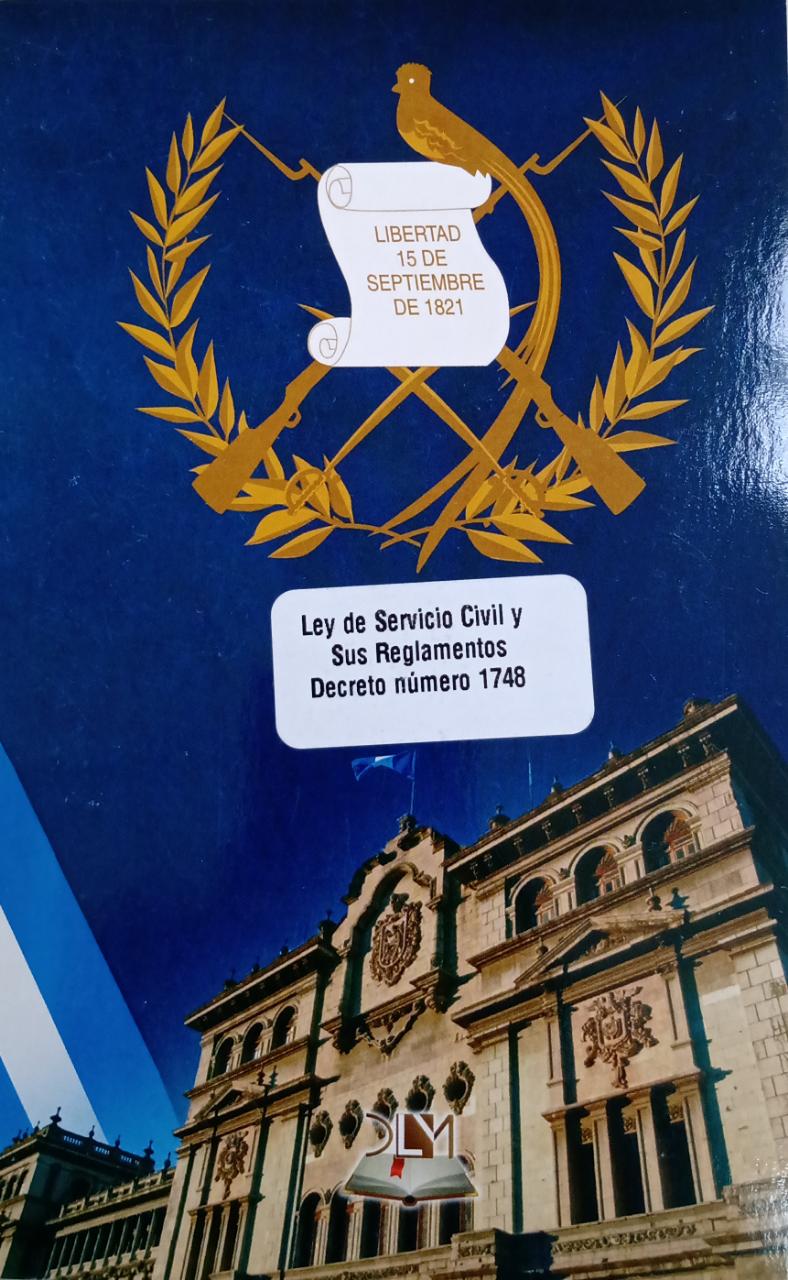 LIBERTAD
15 DE
SEPTIEMBRE
DE 1821
Ley de Servicio Civil y
Sus Reglamentos
Decreto número 1748
DLM